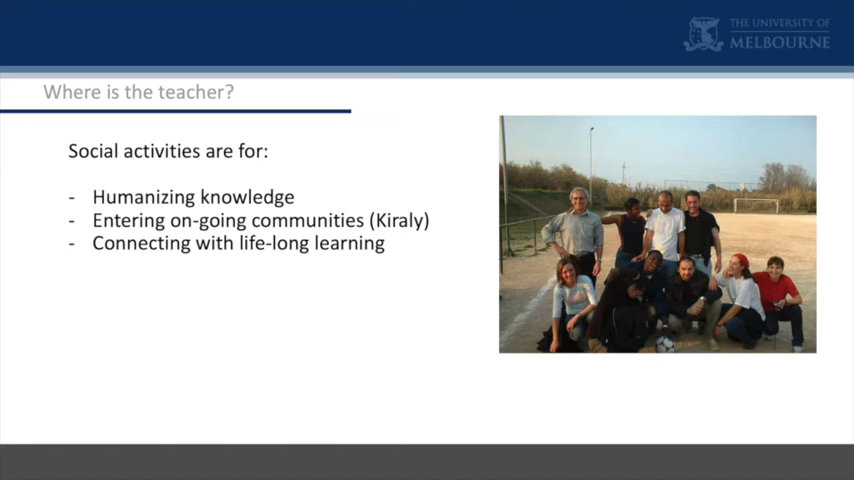 THE UNIVERSITY OF
MELBOURNE
Where is the teacher?
Social activities are for:
- Humanizing knowledge
- Entering on-going communities (Kiraly)
- Connecting with life-long learning